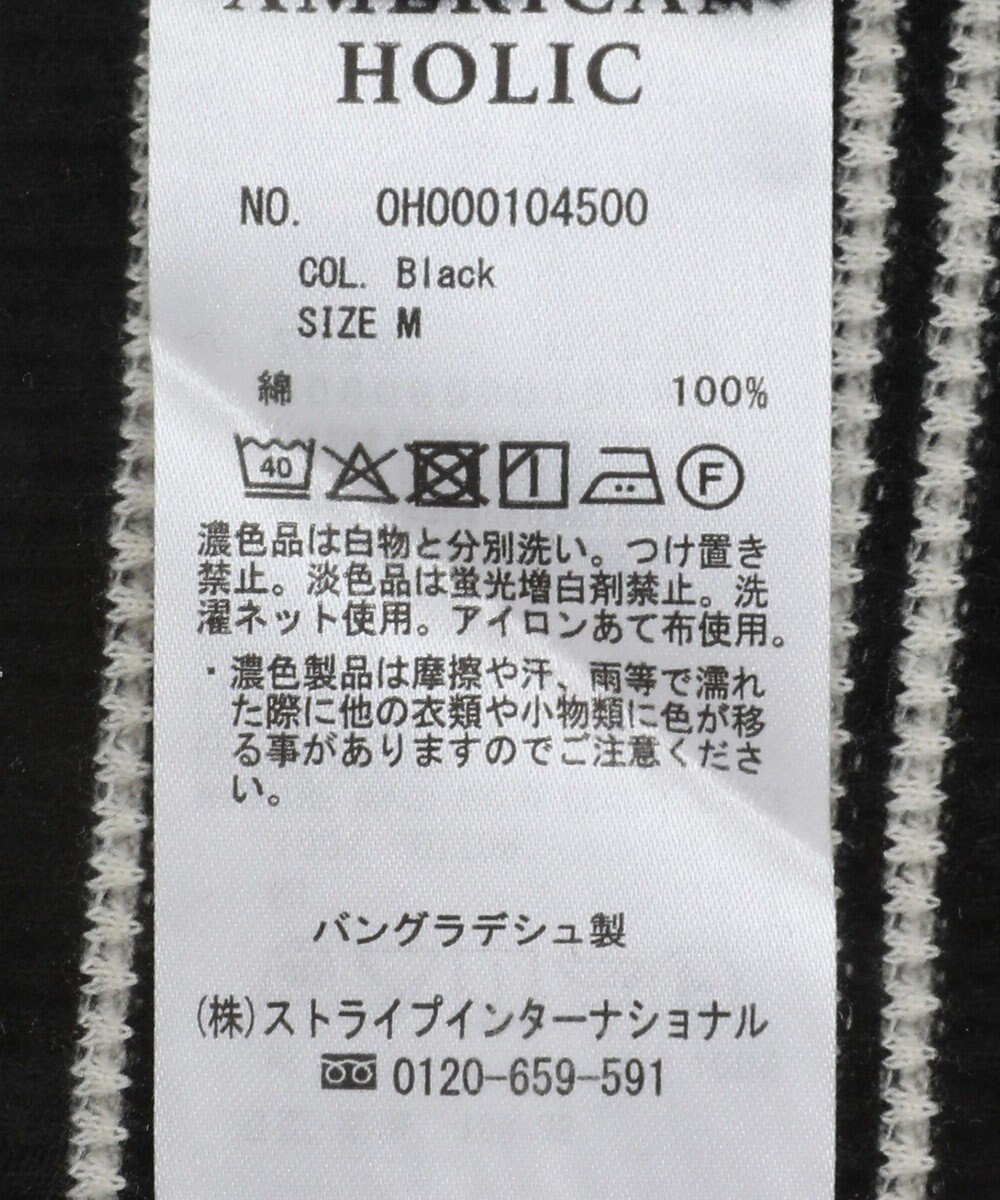 AMERICAN
HOLIC
NO. 0H000104500
COL. Black
SIZE M
綿 100%
40 F
濃色品は白物と分別洗い。つけ置き
禁止。淡色品は蛍光増白剤禁止。洗
濯ネット使用。アイロンあて布使用。
・濃色製品は摩擦や汗、雨等で濡れ
た際に他の衣類や小物類に色が移
る事がありますのでご注意くださ
い。
バングラデシュ製
(株)ストライプインターナショナル
0120-659-591